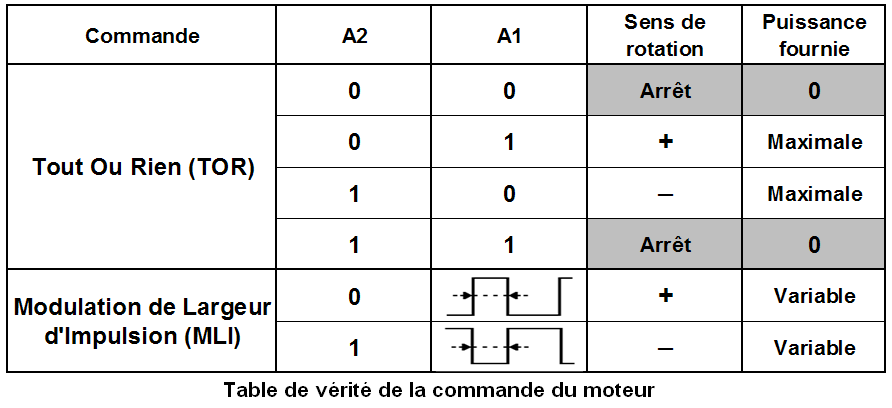 Commande A2 A1 Sens de rotation Puissance fournie
Tout Ou Rien (TOR)
0 0 Arrêt 0
0 1 + Maximale
1 0 – Maximale
1 1 Arrêt 0
Modulation de Largeur d'Impulsion (MLI)
0 + Variable
1 – Variable
Table de vérité de la commande du moteur